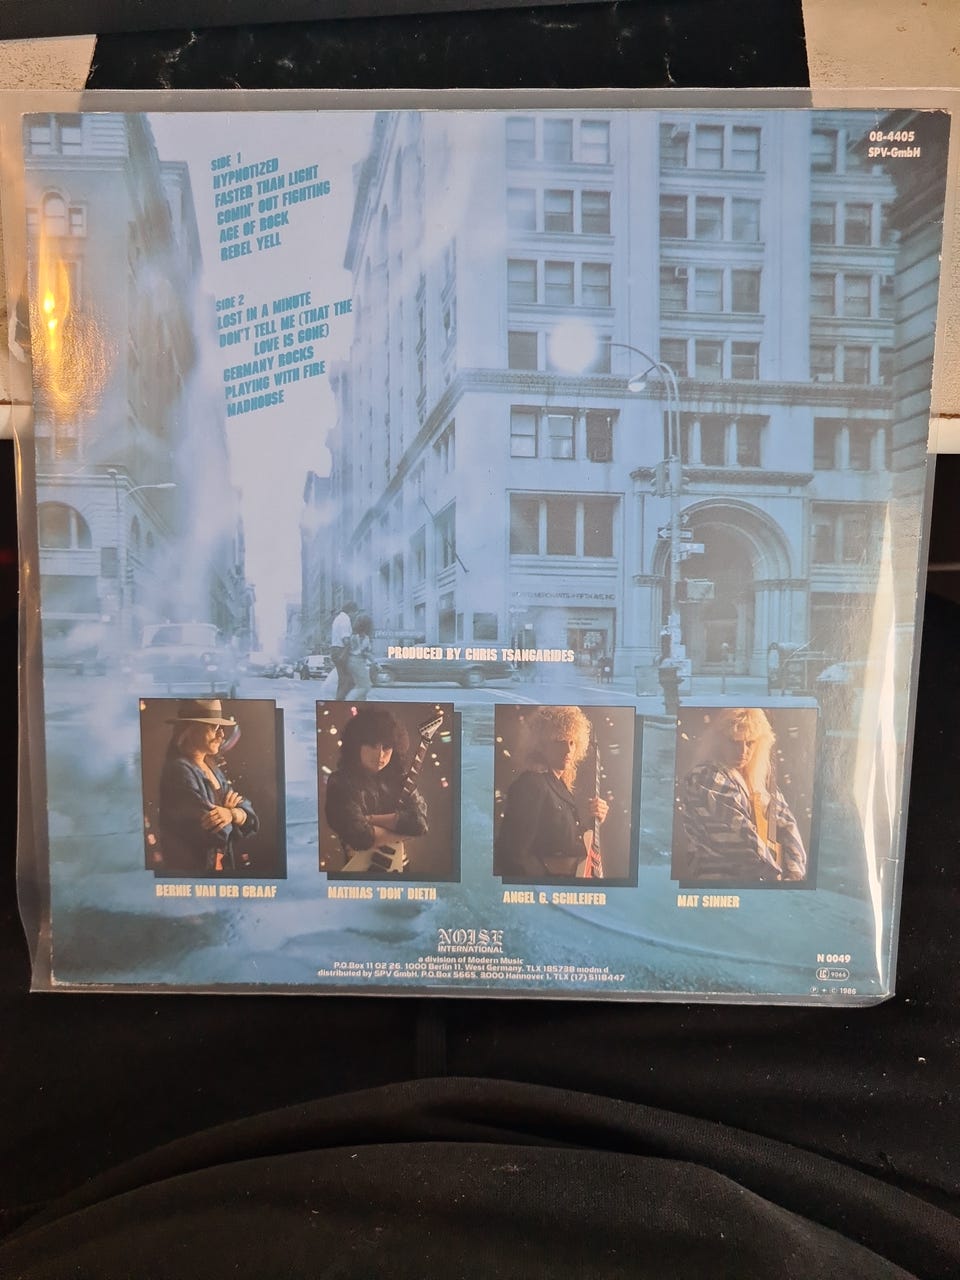 08-4405
SPV-GmbH
SIDE 1
HYPNOTIZED
FASTER THAN LIGHT
COMIN' OUT FIGHTING
AGE OF ROCK
REBEL YELL
SIDE 2
LOST IN A MINUTE
DON'T TELL ME (THAT THE
LOVE IS GONE)
GERMANY ROCKS
PLAYING WITH FIRE
MADHOUSE
PRODUCED BY CHRIS TSANGARIDES
BERNIE VAN DER GRAAF
MATHIAS 'DON' DIETH
ANGEL G. SCHLEIFER
MAT SINNER
NOISE
INTERNATIONAL
a division of Modern Music
P.O.Box 11 02 26. 1000 Berlin 11. West Germany. TLX 185738 modm d
distributed by SPV GmbH. P.O.Box 5665. 3000 Hannover 1. TLX (17) 5118447
N 0049
LC 9066
P + C 1986